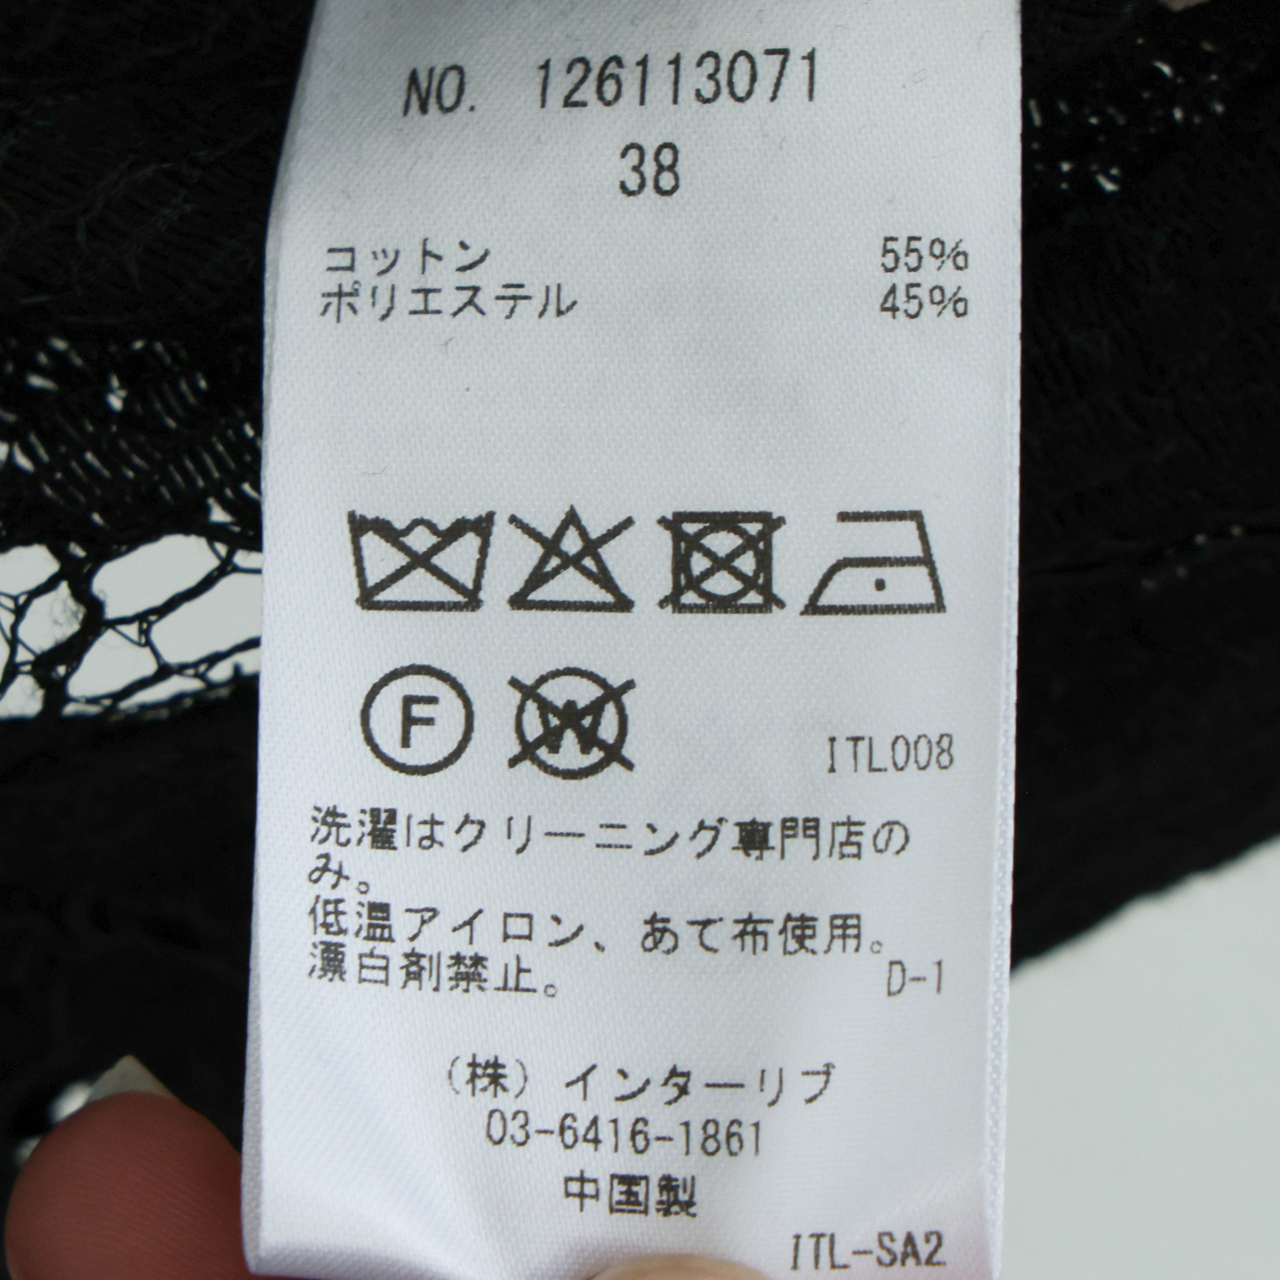 NO. 126113071
38
コットン 55%
ポリエステル 45%
F W
ITL008
洗濯はクリーニング専門店の
み。
低温アイロン、あて布使用。
漂白剤禁止。
D-1
(株)インターリブ
03-6416-1861
中国製
ITL-SA2